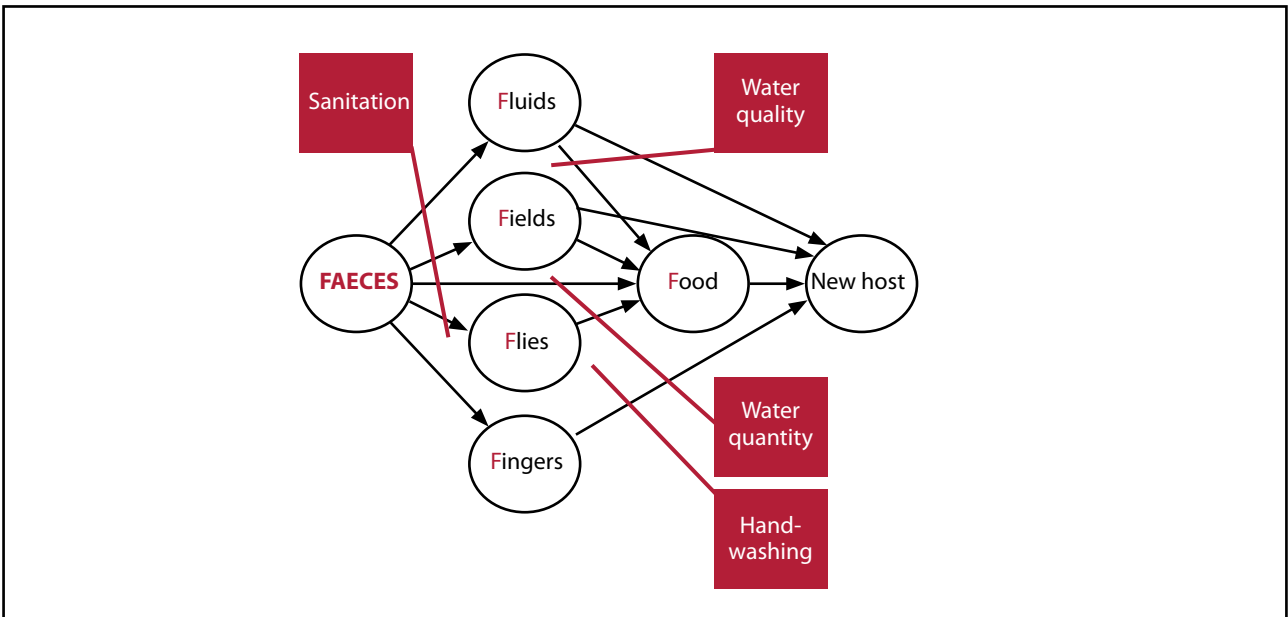 Sanitation
Fluids
Water
quality
Fields
FAECES
Food
New host
Flies
Water
quantity
Fingers
Hand-
washing